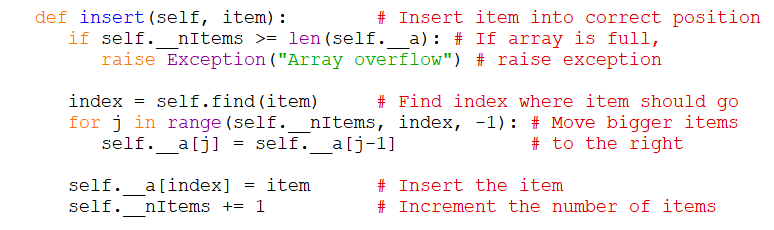 def insert(self, item):         # Insert item into correct position
   if self.__nItems >= len(self.__a): # If array is full,
      raise Exception("Array overflow") # raise exception

   index = self.find(item)      # Find index where item should go
   for j in range(self.__nItems, index, -1): # Move bigger items
      self.__a[j] = self.__a[j-1]            # to the right

   self.__a[index] = item      # Insert the item
   self.__nItems += 1          # Increment the number of items